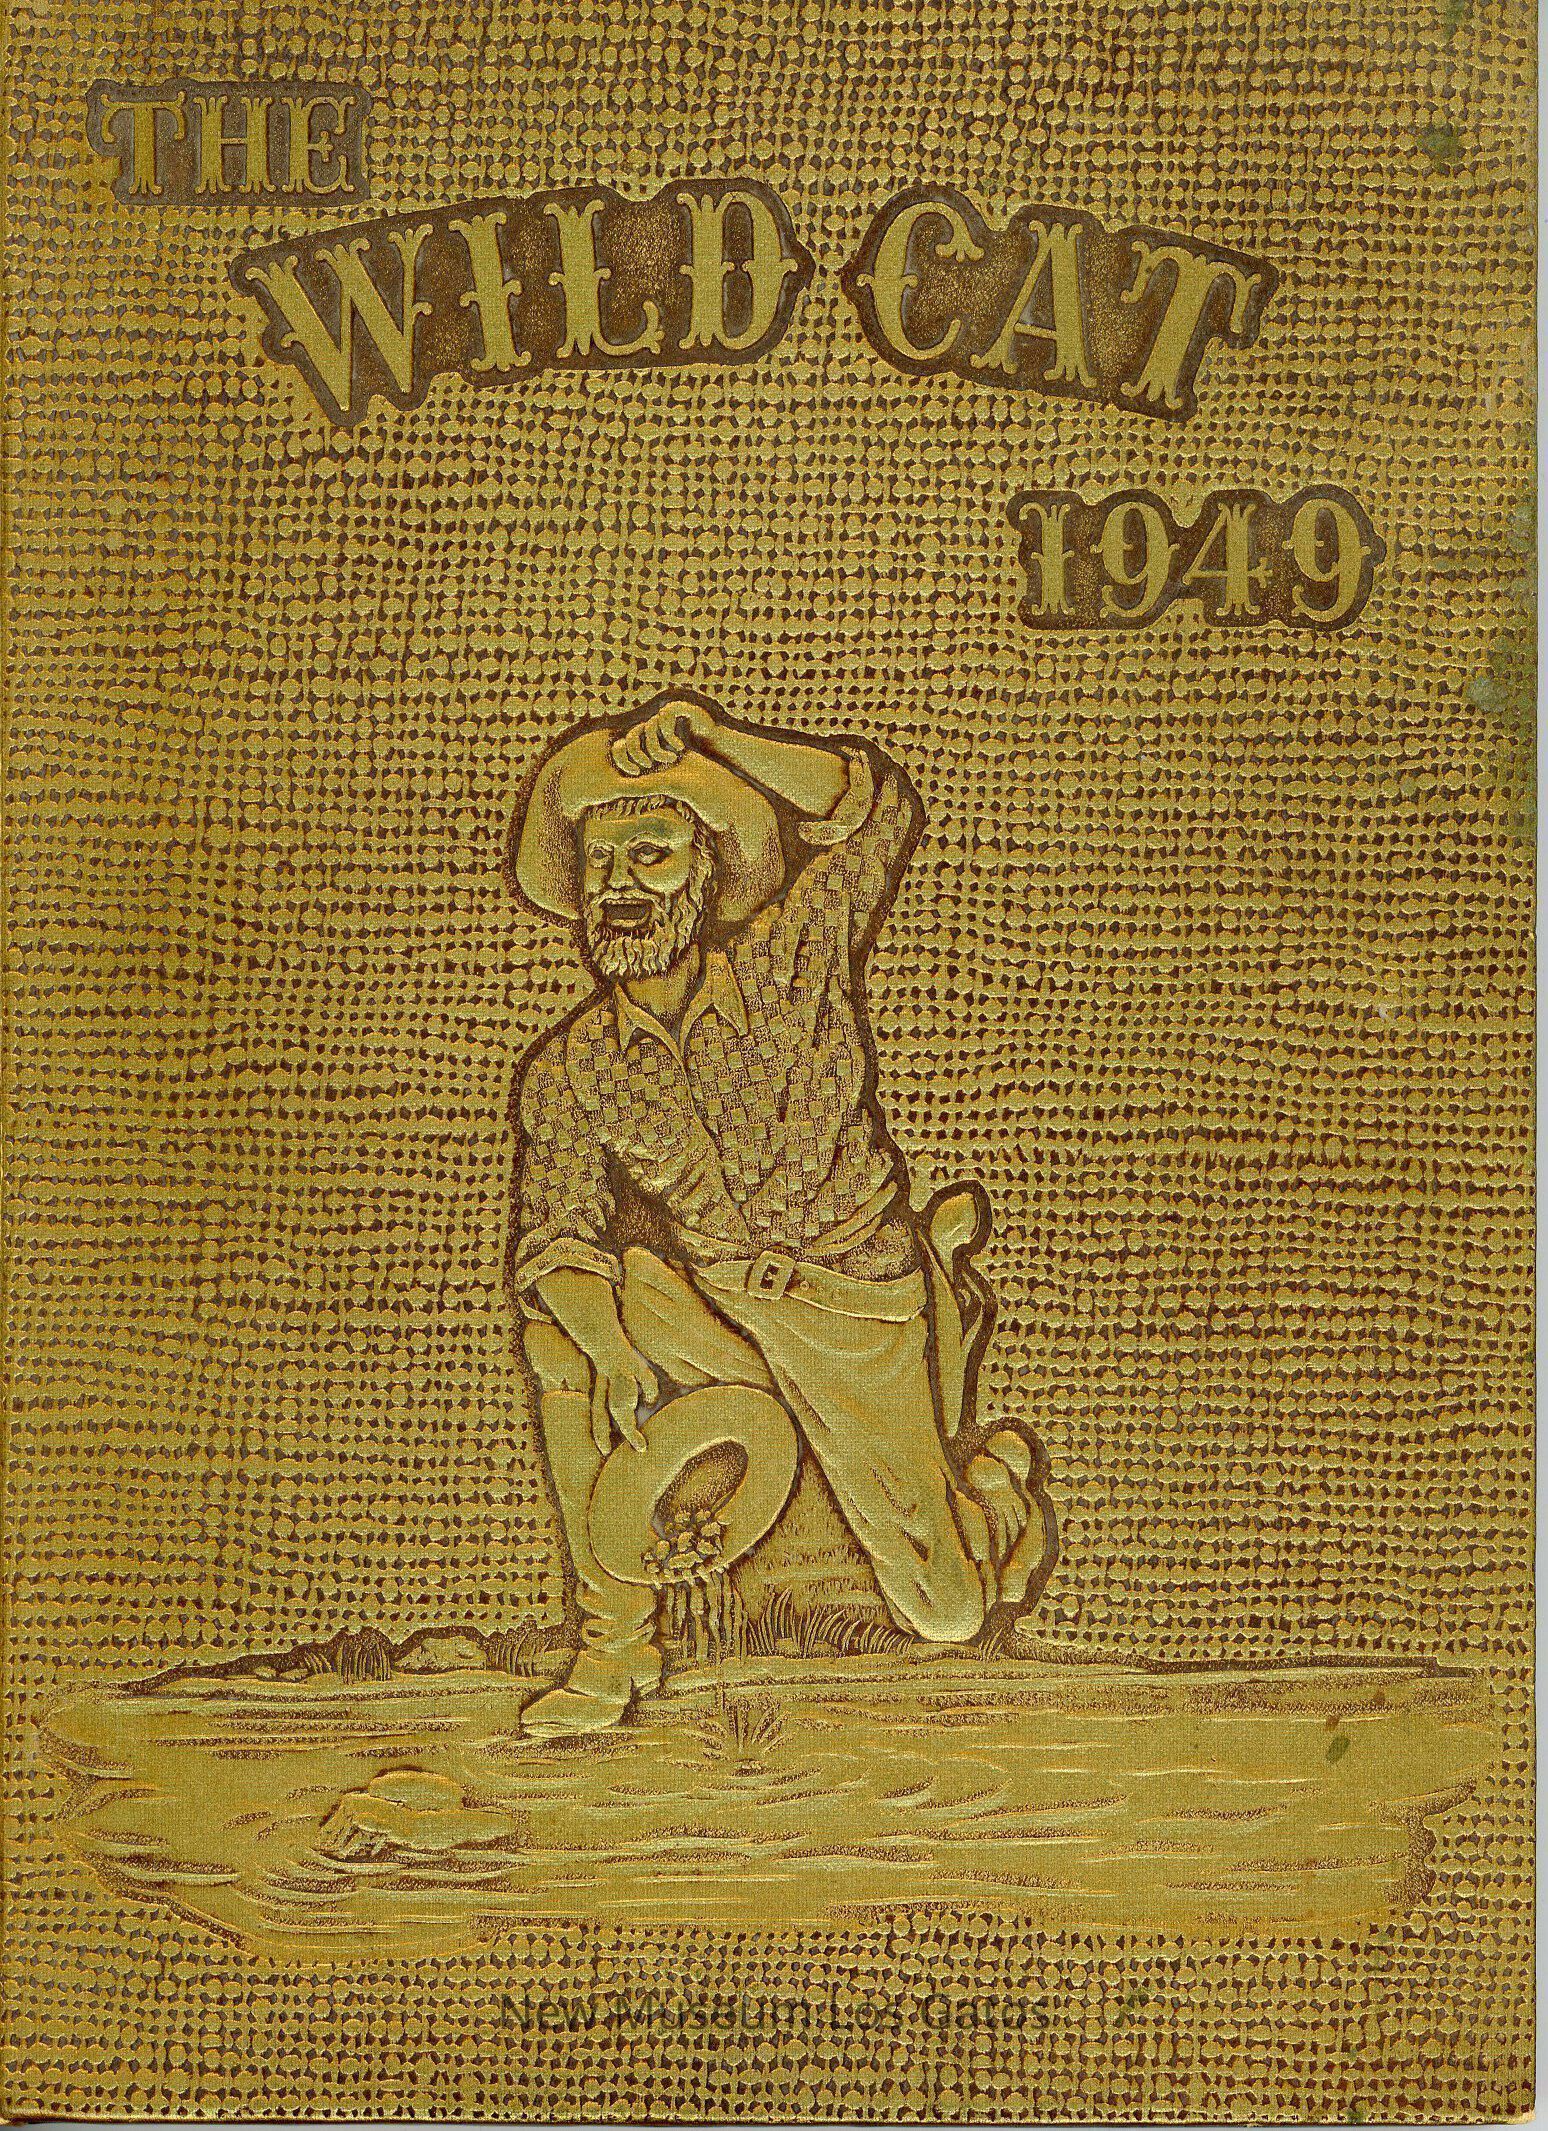 THE
WILD CAT
1949
New Museum Los Gatos